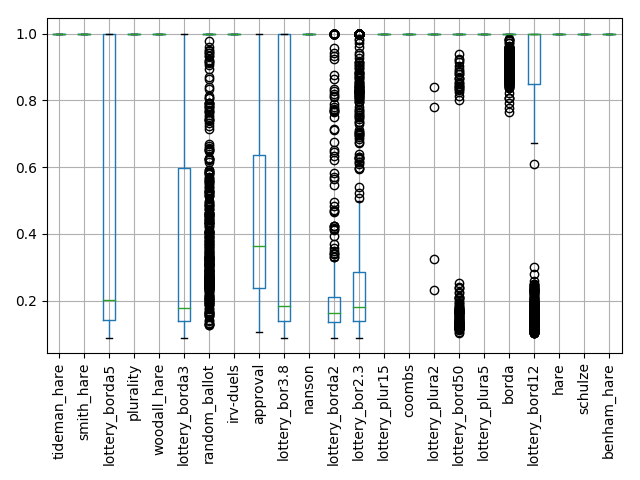 1.0
0.8
0.6
0.4
0.2
tideman_hare
smith_hare
lottery_borda5
plurality
woodall_hare
lottery_borda3
random_ballot
irv-duels
approval
lottery_bor3.8
nanson
lottery_borda2
lottery_bor2.3
lottery_plur15
coombs
lottery_plura2
lottery_bord50
lottery_plura5
borda
lottery_bord12
hare
schulze
benham_hare